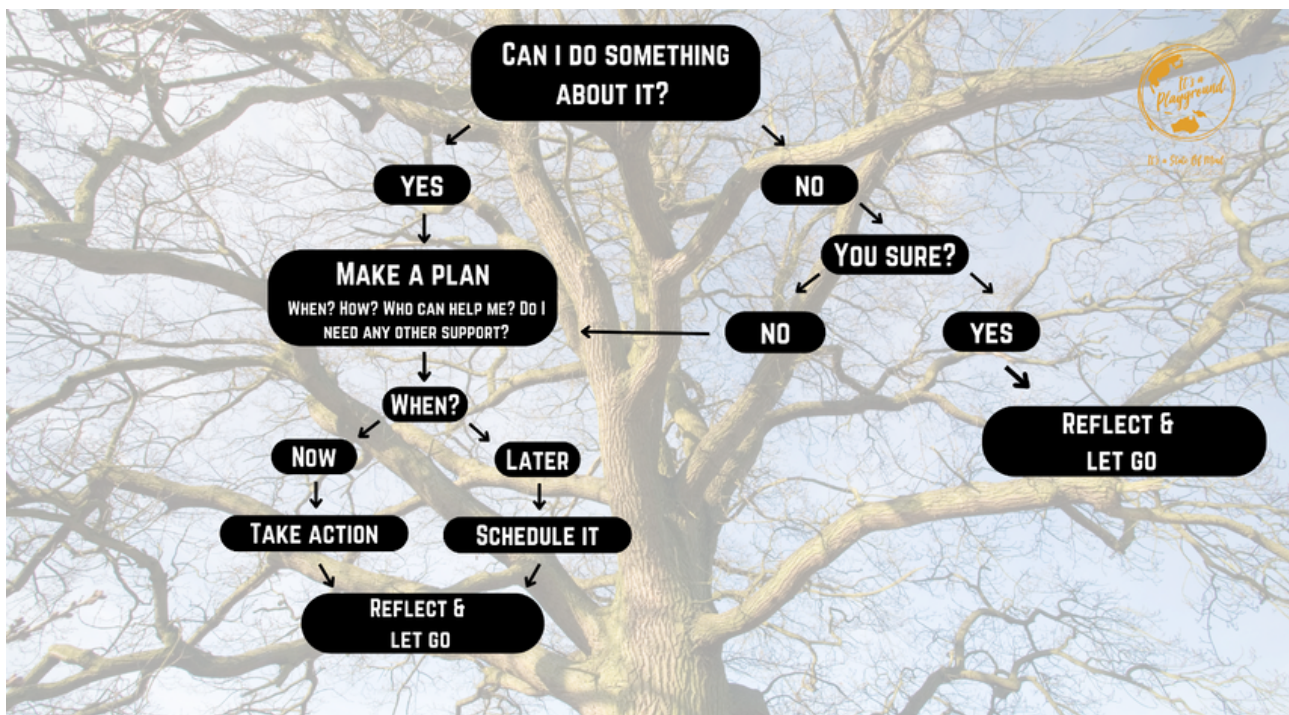 CAN I DO SOMETHING
ABOUT IT?
It's a
Playground
It's a State Of Mind
YES
NO
YOU SURE?
MAKE A PLAN
WHEN? HOW? WHO CAN HELP ME? DO I
NEED ANY OTHER SUPPORT?
NO
YES
WHEN?
REFLECT &
LET GO
NOW
LATER
TAKE ACTION
SCHEDULE IT
REFLECT &
LET GO